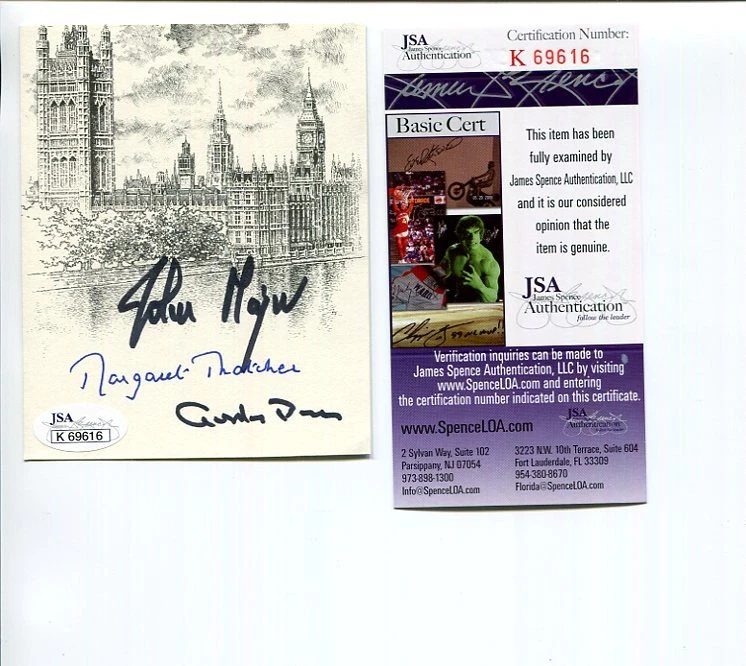 John Major
Margaret Thatcher
JSA
K 69616
JSA
James Spence
Authentication
Certification Number:
K 69616
Basic Cert
This item has been
fully examined by
James Spence Authentication, LLC
and it is our considered
opinion that the
item is genuine.
JSA
James Spence
Authentication
follow the leader
Verification inquiries can be made to
James Spence Authentication, LLC by visiting
www.SpenceLOA.com and entering
the certification number indicated on this certificate.
www.SpenceLOA.com
JSA
Authentication
2 Sylvan Way, Suite 102
Parsippany, NJ 07054
973-898-1300
Info@SpenceLOA.com
3223 N.W. 10th Terrace, Suite 604
Fort Lauderdale, FL 33309
954-380-8670
Florida@SpenceLOA.com